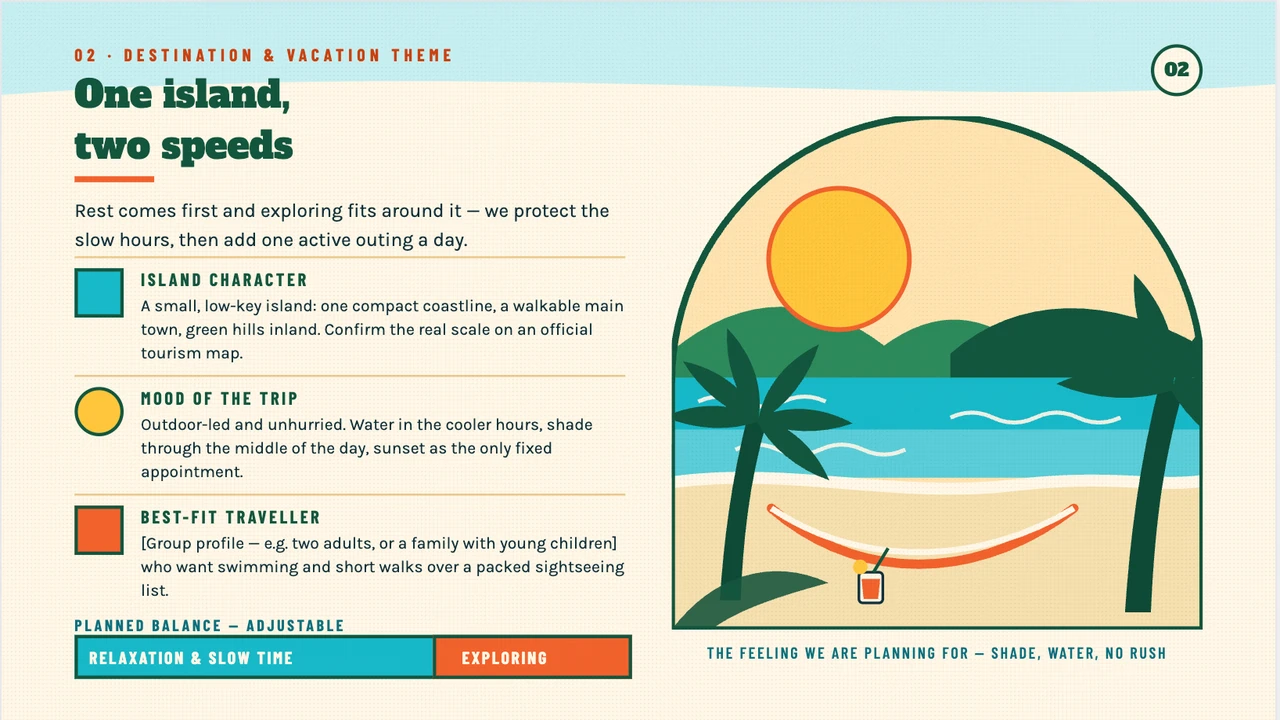 02 · DESTINATION & VACATION THEME
02
One island,
two speeds
Rest comes first and exploring fits around it — we protect the
slow hours, then add one active outing a day.
ISLAND CHARACTER
A small, low-key island: one compact coastline, a walkable main
town, green hills inland. Confirm the real scale on an official
tourism map.
MOOD OF THE TRIP
Outdoor-led and unhurried. Water in the cooler hours, shade
through the middle of the day, sunset as the only fixed
appointment.
BEST-FIT TRAVELLER
[Group profile — e.g. two adults, or a family with young children]
who want swimming and short walks over a packed sightseeing
list.
PLANNED BALANCE — ADJUSTABLE
RELAXATION & SLOW TIME
EXPLORING
THE FEELING WE ARE PLANNING FOR — SHADE, WATER, NO RUSH